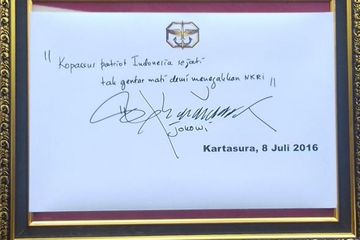 " Kopassus patriot Indonesia sejati
tak gentar mati demi menegakkan NKRI "
Jokowi
Kartasura, 8 Juli 2016